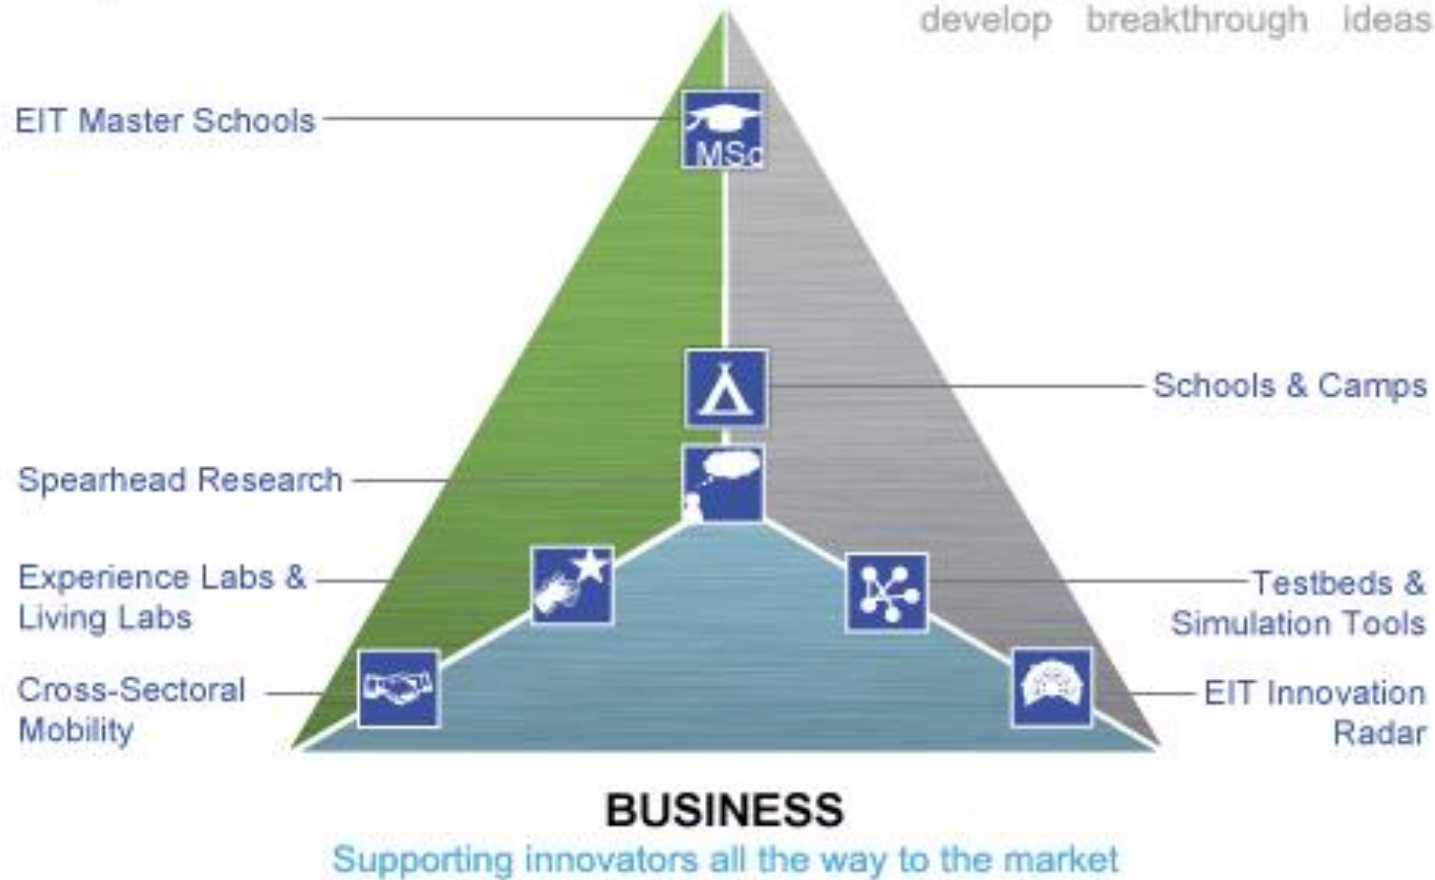 develop breakthrough ideas
EIT Master Schools
MSc
Schools & Camps
Spearhead Research
Experience Labs &
Living Labs
Testbeds &
Simulation Tools
Cross-Sectoral
Mobility
EIT Innovation
Radar
BUSINESS
Supporting innovators all the way to the market